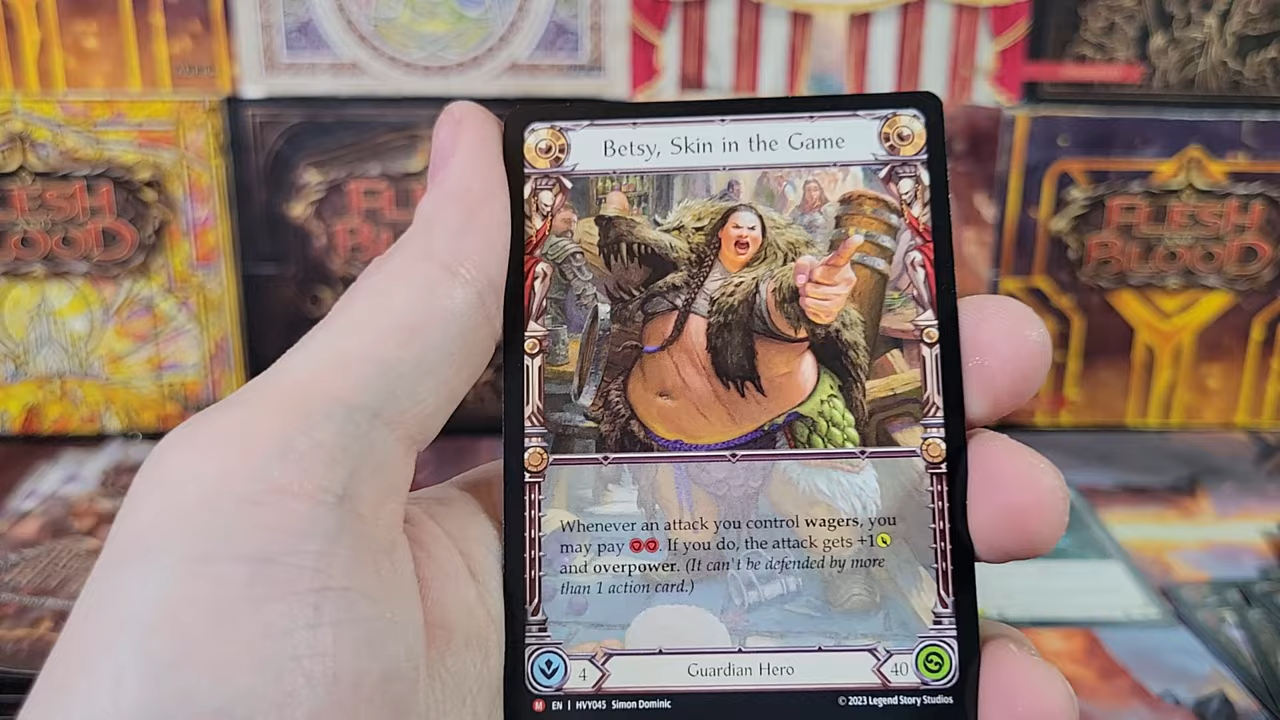 Betsy, Skin in the Game
FLESH
BLOOD
FLESH
BLOOD
Whenever an attack you control wagers, you
may pay. If you do, the attack gets +1
and overpower. (It can't be defended by more
than 1 action card.)
4
Guardian Hero
40
M EN | HVY045 Simon Dominic
© 2023 Legend Story Studios